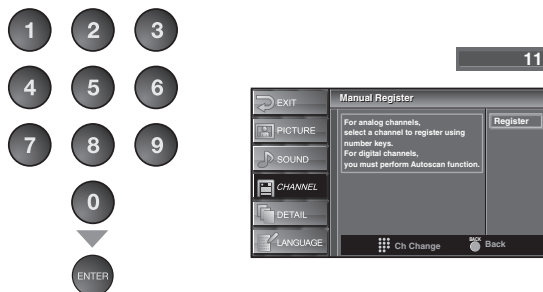 1 2 3
4 5 6
7 8 9
0
ENTER
11
EXIT
PICTURE
SOUND
CHANNEL
DETAIL
LANGUAGE
Manual Register
For analog channels,
select a channel to register using
number keys.
For digital channels,
you must perform Autoscan function.
Register
Ch Change
BACK
Back